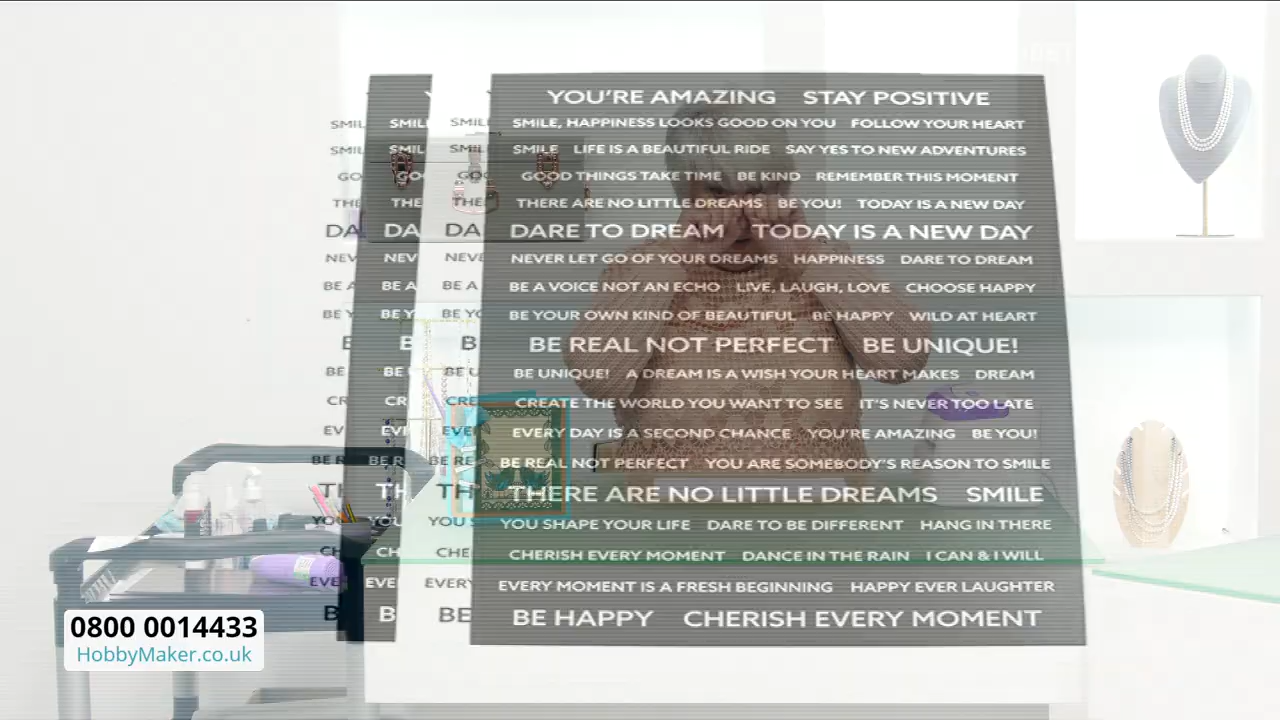 YOU'RE AMAZING STAY POSITIVE
SMILE, HAPPINESS LOOKS GOOD ON YOU FOLLOW YOUR HEART
SMILE LIFE IS A BEAUTIFUL RIDE SAY YES TO NEW ADVENTURES
GOOD THINGS TAKE TIME BE KIND REMEMBER THIS MOMENT
THERE ARE NO LITTLE DREAMS BE YOU! TODAY IS A NEW DAY
DARE TO DREAM TODAY IS A NEW DAY
NEVER LET GO OF YOUR DREAMS HAPPINESS DARE TO DREAM
BE A VOICE NOT AN ECHO LIVE, LAUGH, LOVE CHOOSE HAPPY
BE YOUR OWN KIND OF BEAUTIFUL BE HAPPY WILD AT HEART
BE REAL NOT PERFECT BE UNIQUE!
BE UNIQUE! A DREAM IS A WISH YOUR HEART MAKES DREAM
CREATE THE WORLD YOU WANT TO SEE IT'S NEVER TOO LATE
EVERY DAY IS A SECOND CHANCE YOU'RE AMAZING BE YOU!
BE REAL NOT PERFECT YOU ARE SOMEBODY'S REASON TO SMILE
THERE ARE NO LITTLE DREAMS SMILE
YOU SHAPE YOUR LIFE DARE TO BE DIFFERENT HANG IN THERE
CHERISH EVERY MOMENT DANCE IN THE RAIN I CAN & I WILL
EVERY MOMENT IS A FRESH BEGINNING HAPPY EVER LAUGHTER
BE HAPPY CHERISH EVERY MOMENT
0800 0014433
HobbyMaker.co.uk